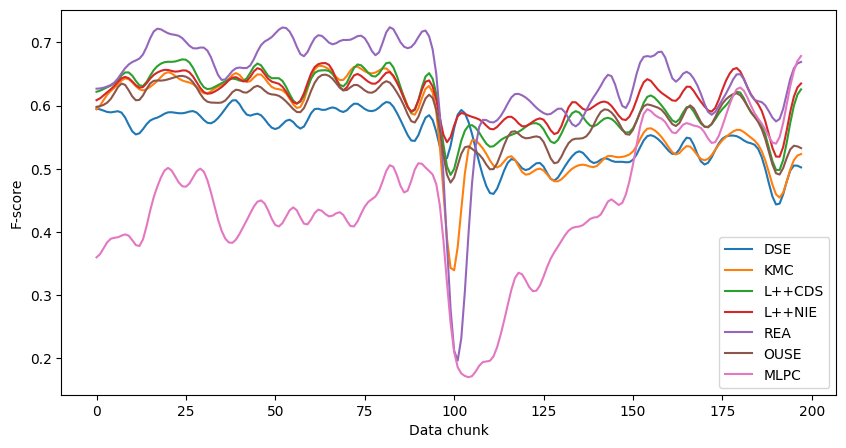 0.7
0.6
0.5
0.4
0.3
0.2
F-score
0 25 50 75 100 125 150 175 200
Data chunk
DSE
KMC
L++CDS
L++NIE
REA
OUSE
MLPC